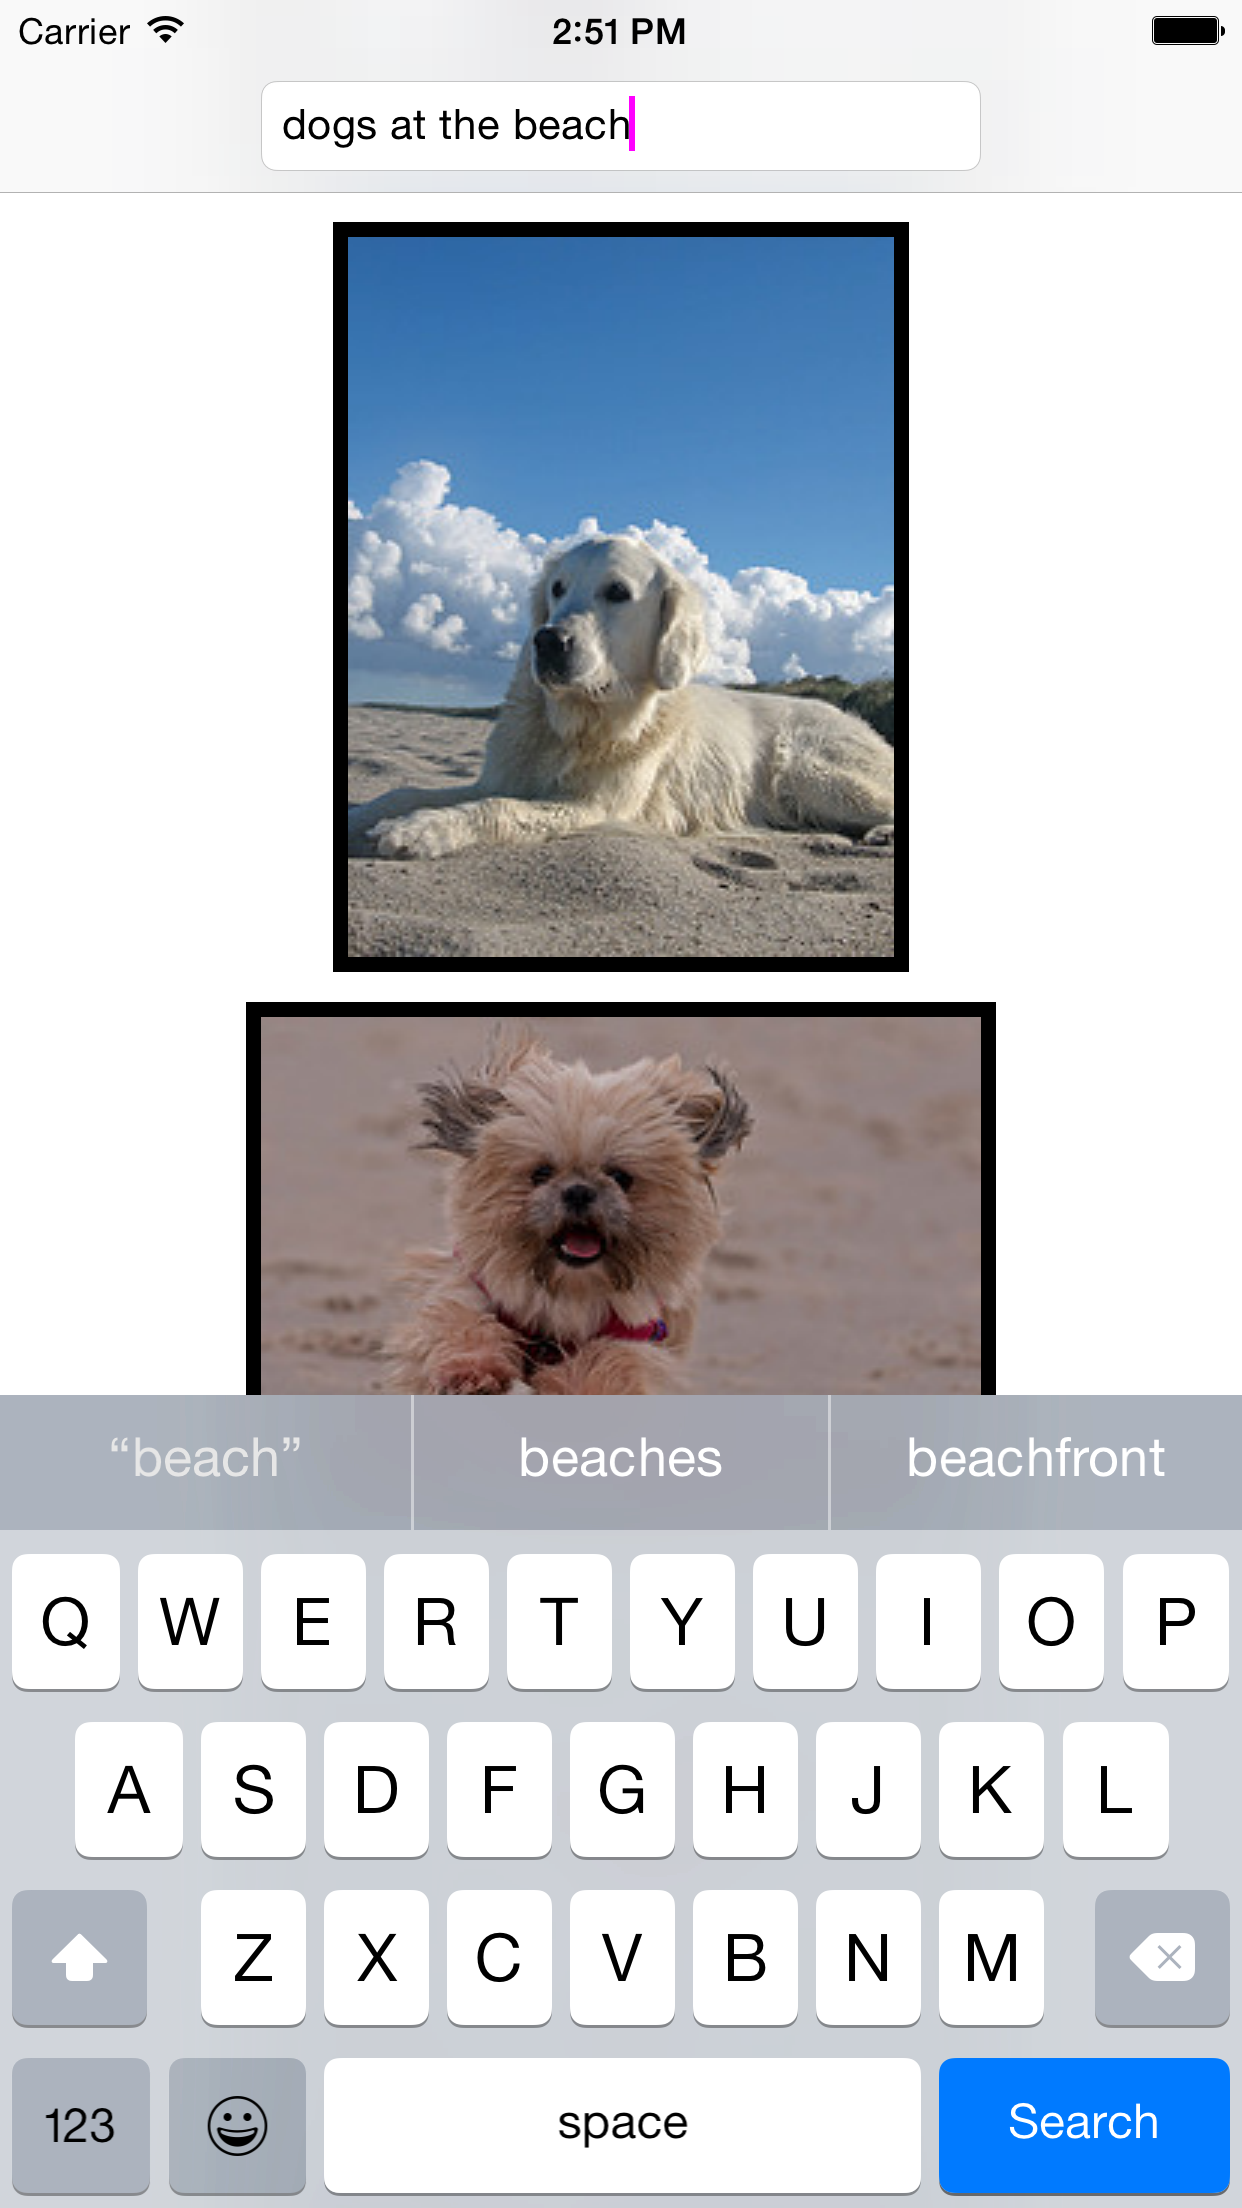 Carrier 2:51 PM
dogs at the beach
“beach” beaches beachfront
Q W E R T Y U I O P
A S D F G H J K L
Z X C V B N M
123 space Search